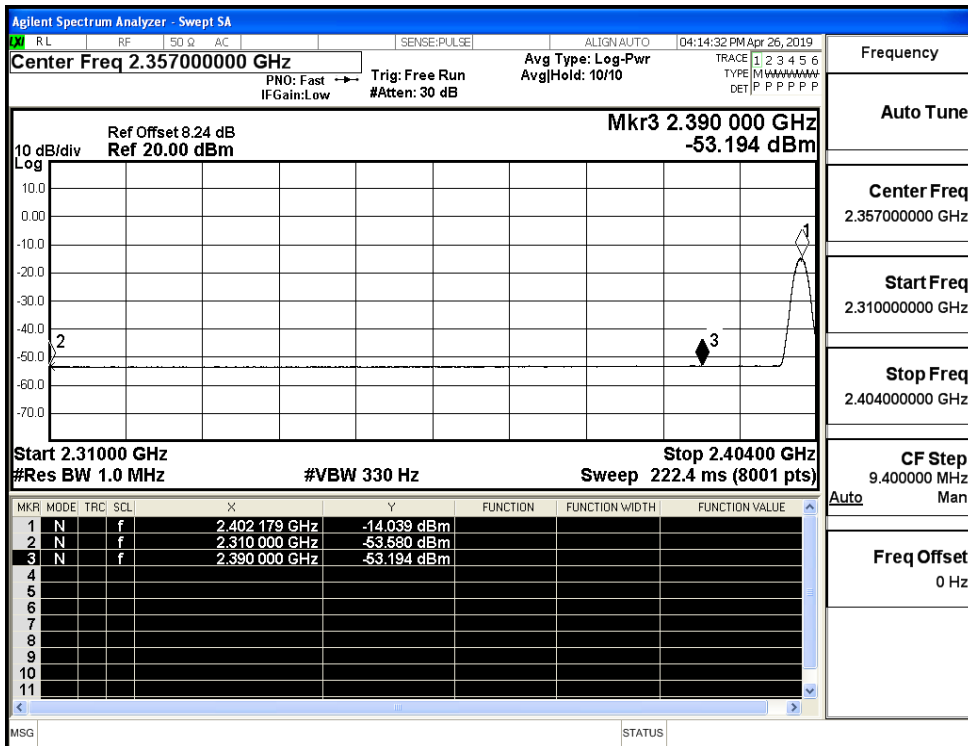 Agilent Spectrum Analyzer - Swept SA
LXI RL RF 50 Ω AC SENSE:PULSE ALIGN AUTO 04:14:32 PM Apr 26, 2019
Center Freq 2.357000000 GHz
PNO: Fast
IFGain:Low
Trig: Free Run
#Atten: 30 dB
Avg Type: Log-Pwr
Avg|Hold: 10/10
TRACE 1 2 3 4 5 6
TYPE M WWWWW
DET P P P P P P
Mkr3 2.390 000 GHz
-53.194 dBm
Ref Offset 8.24 dB
10 dB/div Ref 20.00 dBm
Log
10.0
0.00
-10.0
-20.0
-30.0
-40.0
-50.0
-60.0
-70.0
1
2
3
Start 2.31000 GHz Stop 2.40400 GHz
#Res BW 1.0 MHz #VBW 330 Hz Sweep 222.4 ms (8001 pts)
MKR MODE TRC SCL X Y FUNCTION FUNCTION WIDTH FUNCTION VALUE
1 N f 2.402 179 GHz -14.039 dBm
2 N f 2.310 000 GHz -53.580 dBm
3 N f 2.390 000 GHz -53.194 dBm
4
5
6
7
8
9
10
11
MSG STATUS
Frequency
Auto Tune
Center Freq
2.357000000 GHz
Start Freq
2.310000000 GHz
Stop Freq
2.404000000 GHz
CF Step
9.400000 MHz
Auto Man
Freq Offset
0 Hz